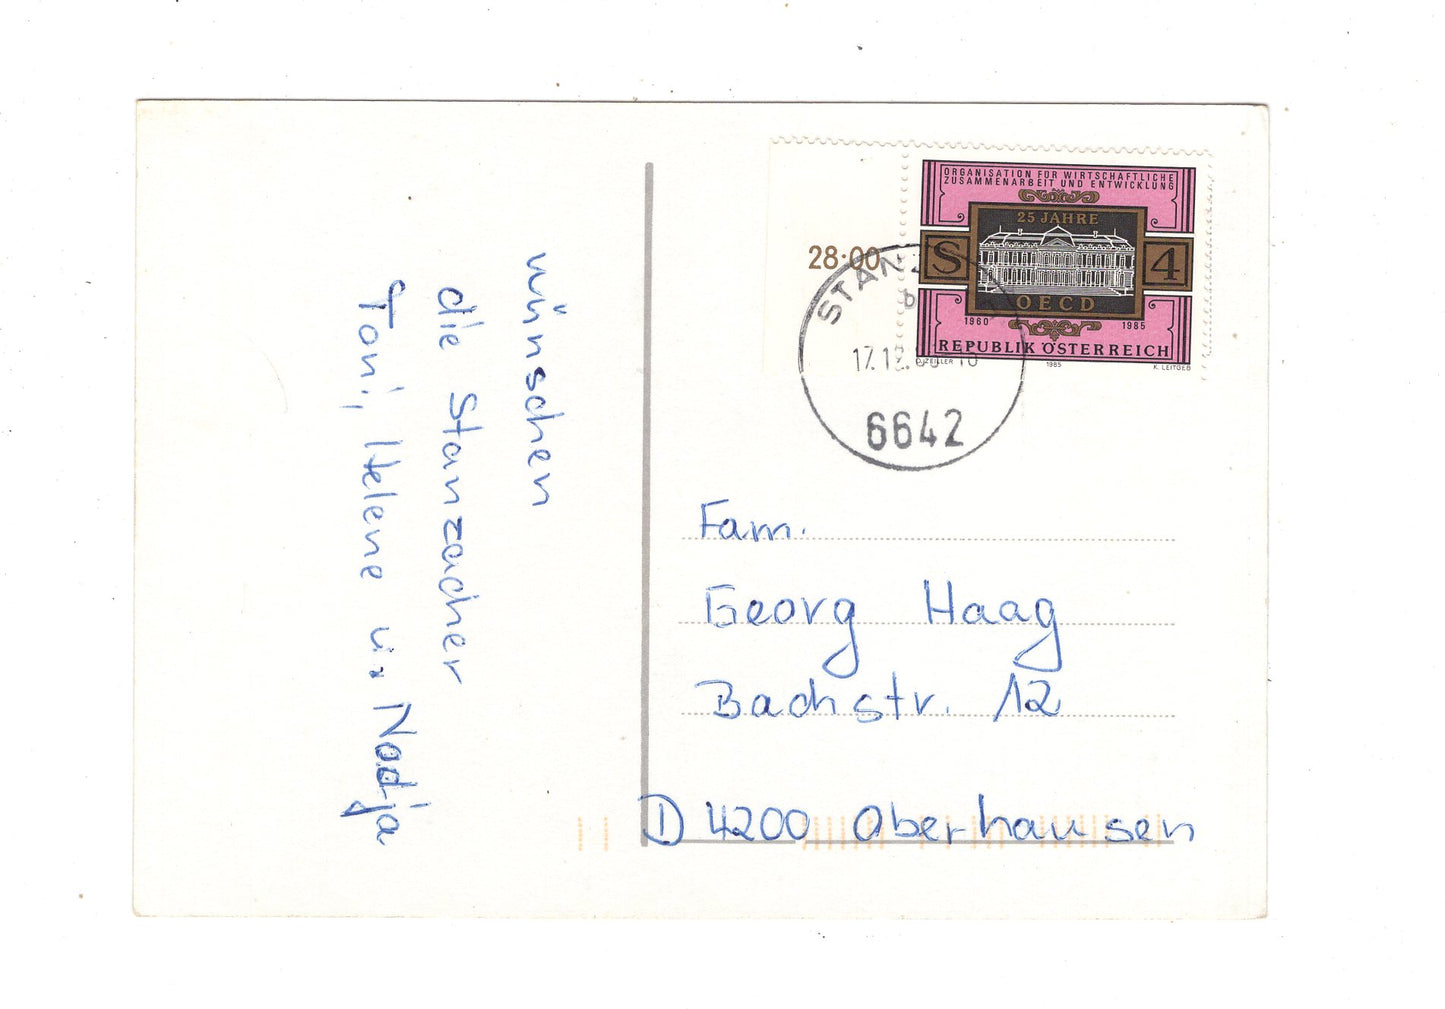 wünschen
die Stanzacher
Toni, Helene u. Nadja
ORGANISATION FÜR WIRTSCHAFTLICHE
ZUSAMMENARBEIT UND ENTWICKLUNG
25 JAHRE
S 4
OECD
1960 1985
REPUBLIK ÖSTERREICH
O. ZEILLER 1985 K. LEITGEB
28·00
6642
Fam.
Georg Haag
Bachstr. 12
D 4200 Oberhausen